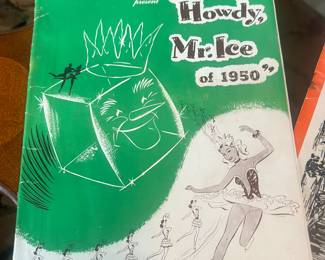 present
Howdy,
Mr. Ice
of 1950"